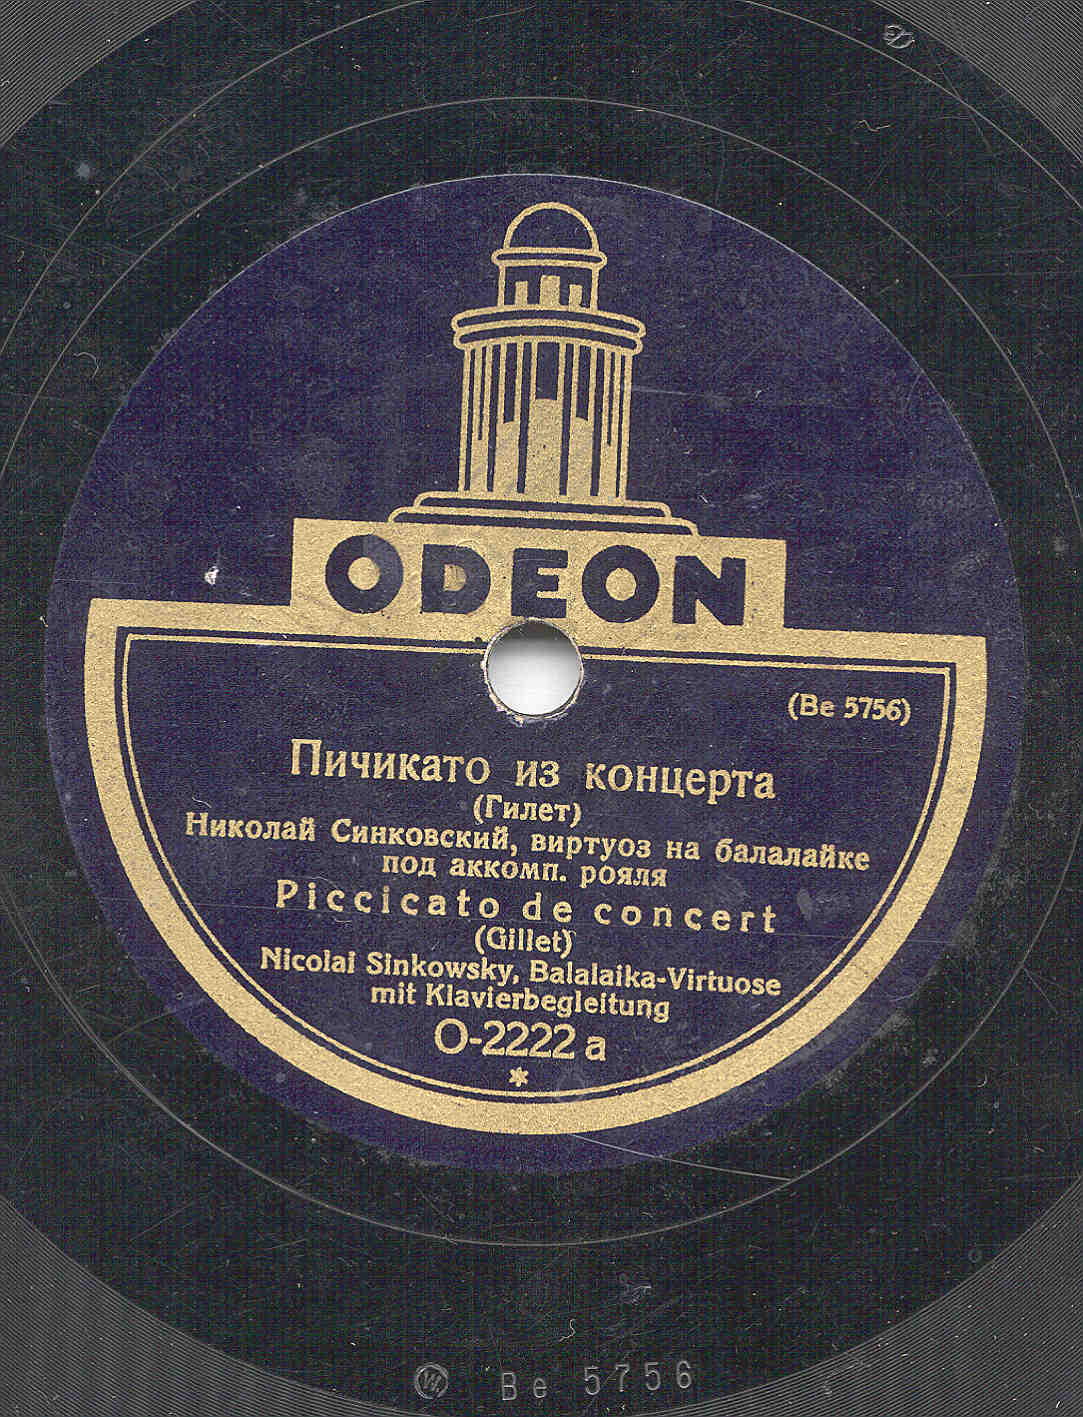 ODEON
(Be 5756)
Пичикато из концерта
(Гилет)
Николай Синковский, виртуоз на балалайке
под аккомп. рояля
Piccicato de concert
(Gillet)
Nicolai Sinkowsky, Balalaika-Virtuose
mit Klavierbegleitung
O-2222 a
*
W. Be 5756